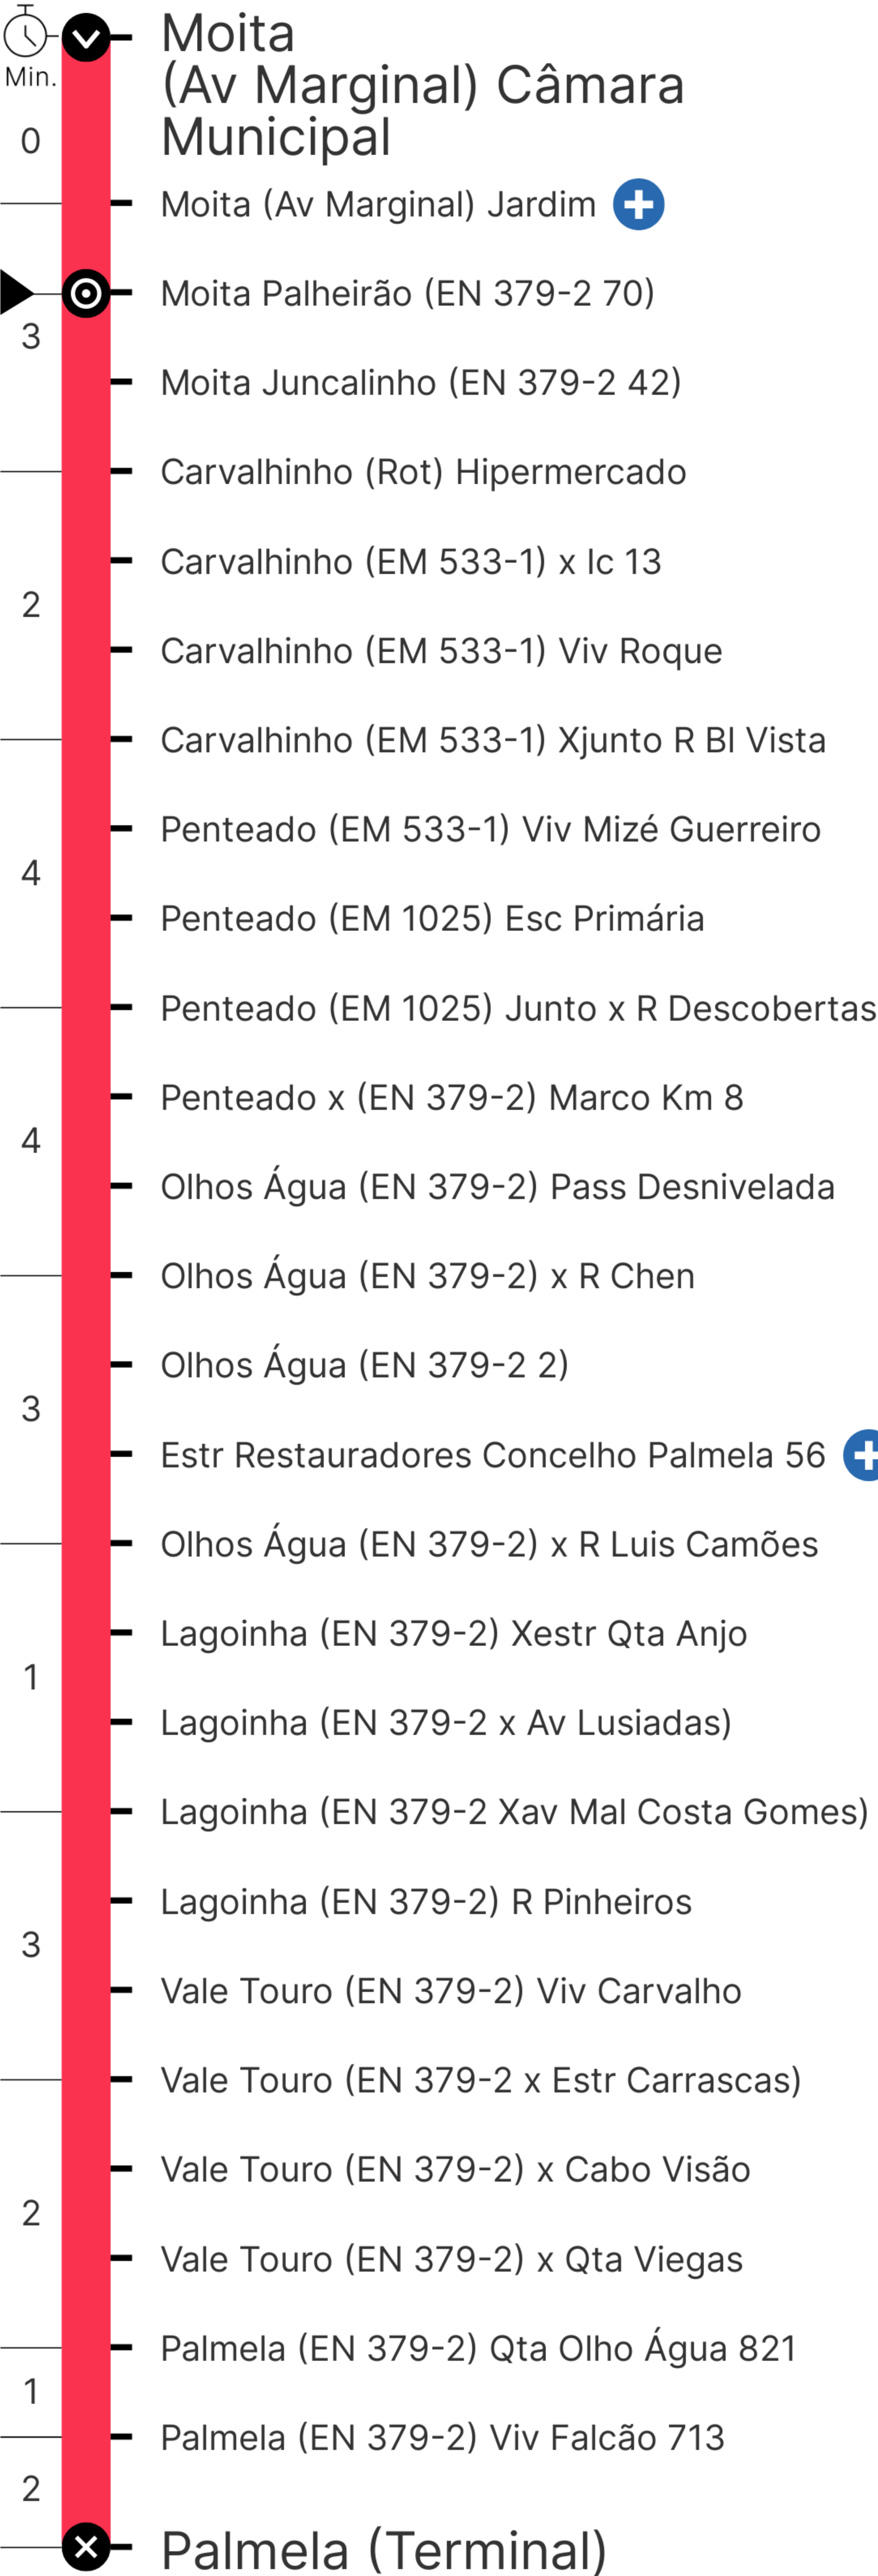 Moita
(Av Marginal) Câmara
Municipal
Min.
0
Moita (Av Marginal) Jardim
Moita Palheirão (EN 379-2 70)
3
Moita Juncalinho (EN 379-2 42)
Carvalhinho (Rot) Hipermercado
Carvalhinho (EM 533-1) x Ic 13
2
Carvalhinho (EM 533-1) Viv Roque
Carvalhinho (EM 533-1) Xjunto R Bl Vista
Penteado (EM 533-1) Viv Mizé Guerreiro
4
Penteado (EM 1025) Esc Primária
Penteado (EM 1025) Junto x R Descobertas
Penteado x (EN 379-2) Marco Km 8
4
Olhos Água (EN 379-2) Pass Desnivelada
Olhos Água (EN 379-2) x R Chen
Olhos Água (EN 379-2 2)
3
Estr Restauradores Concelho Palmela 56
Olhos Água (EN 379-2) x R Luis Camões
Lagoinha (EN 379-2) Xestr Qta Anjo
1
Lagoinha (EN 379-2 x Av Lusiadas)
Lagoinha (EN 379-2 Xav Mal Costa Gomes)
Lagoinha (EN 379-2) R Pinheiros
3
Vale Touro (EN 379-2) Viv Carvalho
Vale Touro (EN 379-2 x Estr Carrascas)
Vale Touro (EN 379-2) x Cabo Visão
2
Vale Touro (EN 379-2) x Qta Viegas
Palmela (EN 379-2) Qta Olho Água 821
1
Palmela (EN 379-2) Viv Falcão 713
2
Palmela (Terminal)